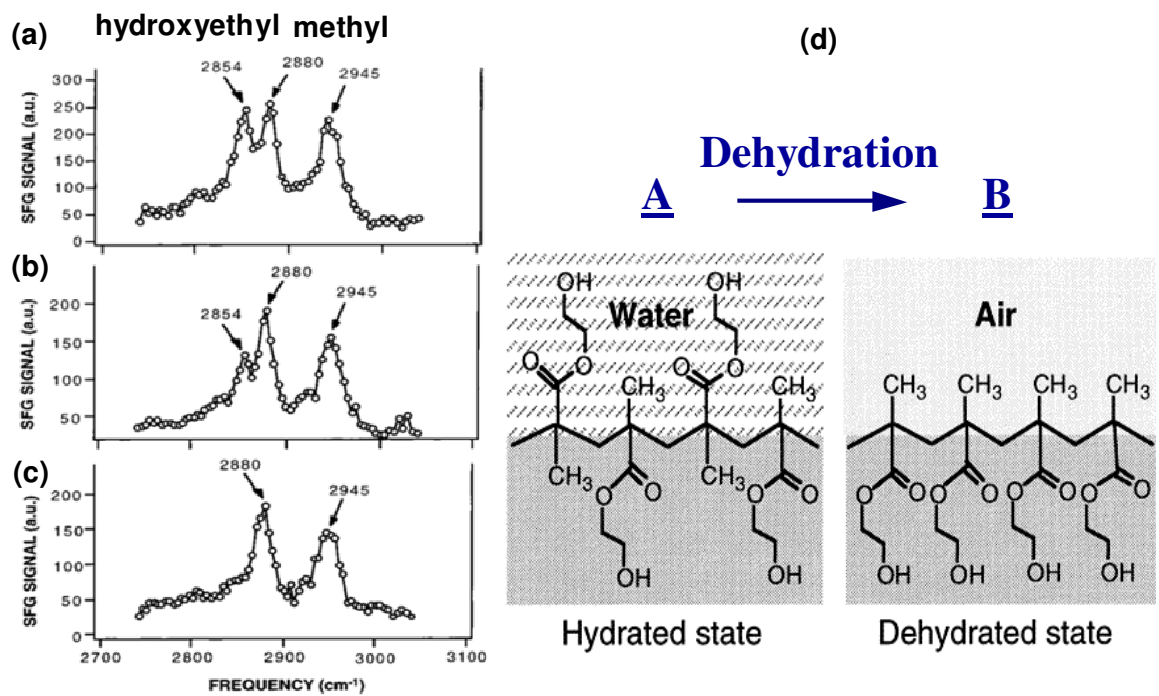 (a) hydroxyethyl methyl
2854
2880
2945
SFG SIGNAL (a.u.)
300
250
200
150
100
50
0
(b)
2854
2880
2945
SFG SIGNAL (a.u.)
200
150
100
50
(c)
2880
2945
SFG SIGNAL (a.u.)
200
150
100
50
0
2700 2800 2900 3000 3100
FREQUENCY (cm⁻¹)
(d)
Dehydration
A B
OH OH
Water
O O O O
CH₃ CH₃
CH₃ CH₃
O O O O
OH OH
Hydrated state
Air
CH₃ CH₃ CH₃ CH₃
O O O O O O O O
OH OH OH OH
Dehydrated state